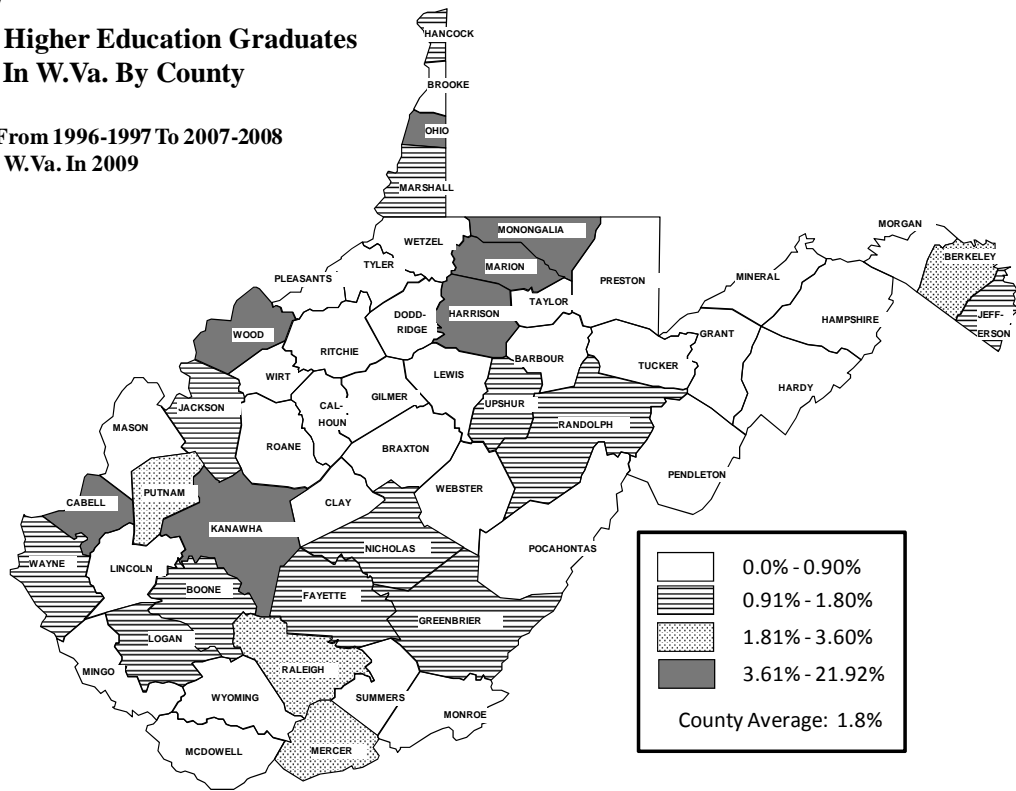 Higher Education Graduates
In W.Va. By County
From 1996-1997 To 2007-2008
W.Va. In 2009
HANCOCK
BROOKE
OHIO
MARSHALL
WETZEL
MONONGALIA
MARION
TYLER
PLEASANTS
PRESTON
MORGAN
BERKELEY
JEFF-
ERSON
MINERAL
HAMPSHIRE
WOOD
DODD-
RIDGE
HARRISON
TAYLOR
GRANT
RITCHIE
BARBOUR
TUCKER
HARDY
WIRT
LEWIS
JACKSON
CAL-
HOUN
GILMER
UPSHUR
RANDOLPH
MASON
ROANE
BRAXTON
PENDLETON
PUTNAM
CABELL
KANAWHA
CLAY
WEBSTER
POCAHONTAS
WAYNE
LINCOLN
NICHOLAS
BOONE
FAYETTE
GREENBRIER
LOGAN
MINGO
RALEIGH
WYOMING
SUMMERS
MONROE
MCDOWELL
MERCER
0.0% - 0.90%
0.91% - 1.80%
1.81% - 3.60%
3.61% - 21.92%
County Average: 1.8%